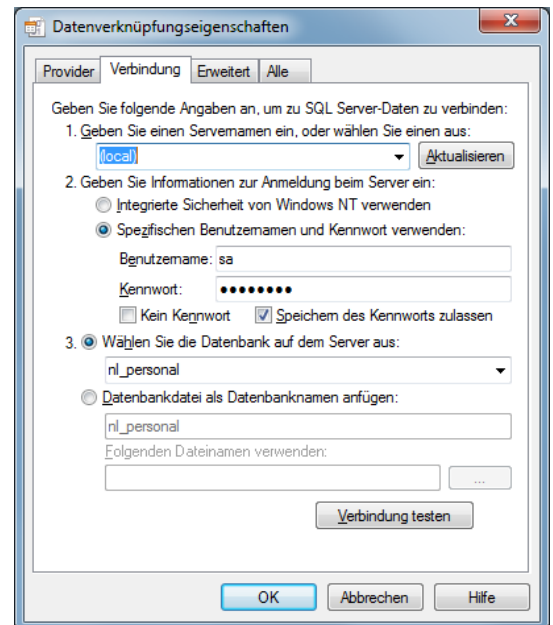 Datenverknüpfungseigenschaften
Provider Verbindung Erweitert Alle
Geben Sie folgende Angaben an, um zu SQL Server-Daten zu verbinden:
1. Geben Sie einen Servernamen ein, oder wählen Sie einen aus:
(local) Aktualisieren
2. Geben Sie Informationen zur Anmeldung beim Server ein:
Integrierte Sicherheit von Windows NT verwenden
Spezifischen Benutzernamen und Kennwort verwenden:
Benutzername: sa
Kennwort: ●●●●●●●●
Kein Kennwort Speichern des Kennworts zulassen
3. Wählen Sie die Datenbank auf dem Server aus:
nl_personal
Datenbankdatei als Datenbanknamen anfügen:
nl_personal
Folgenden Dateinamen verwenden:
...
Verbindung testen
OK Abbrechen Hilfe